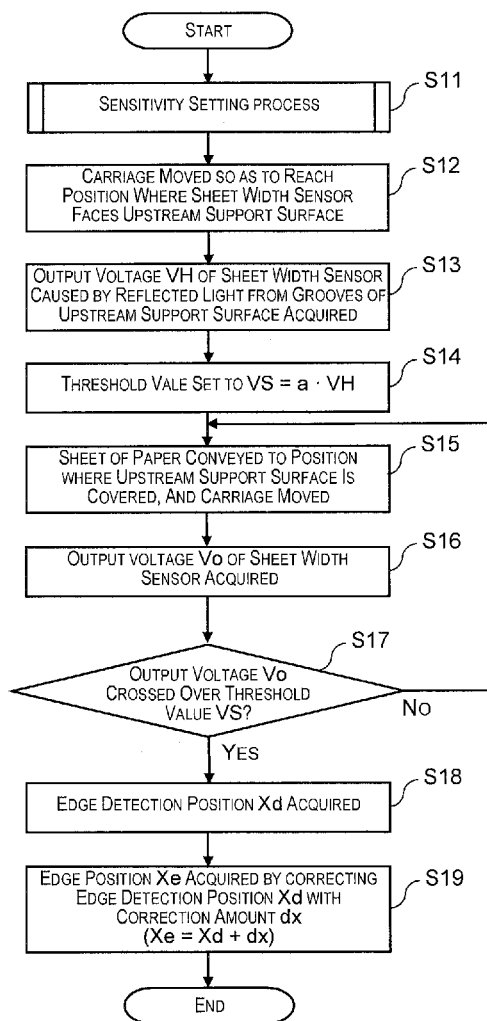 START
S11
SENSITIVITY SETTING PROCESS
S12
CARRIAGE MOVED SO AS TO REACH
POSITION WHERE SHEET WIDTH SENSOR
FACES UPSTREAM SUPPORT SURFACE
S13
OUTPUT VOLTAGE VH OF SHEET WIDTH SENSOR
CAUSED BY REFLECTED LIGHT FROM GROOVES OF
UPSTREAM SUPPORT SURFACE ACQUIRED
S14
THRESHOLD VALE SET TO VS = a · VH
S15
SHEET OF PAPER CONVEYED TO POSITION
WHERE UPSTREAM SUPPORT SURFACE IS
COVERED, AND CARRIAGE MOVED
S16
OUTPUT VOLTAGE Vo OF SHEET WIDTH
SENSOR ACQUIRED
S17
OUTPUT VOLTAGE Vo
CROSSED OVER THRESHOLD
VALUE VS?
NO
YES
S18
EDGE DETECTION POSITION Xd ACQUIRED
S19
EDGE POSITION Xe ACQUIRED BY CORRECTING
EDGE DETECTION POSITION Xd WITH
CORRECTION AMOUNT dx
(Xe = Xd + dx)
END